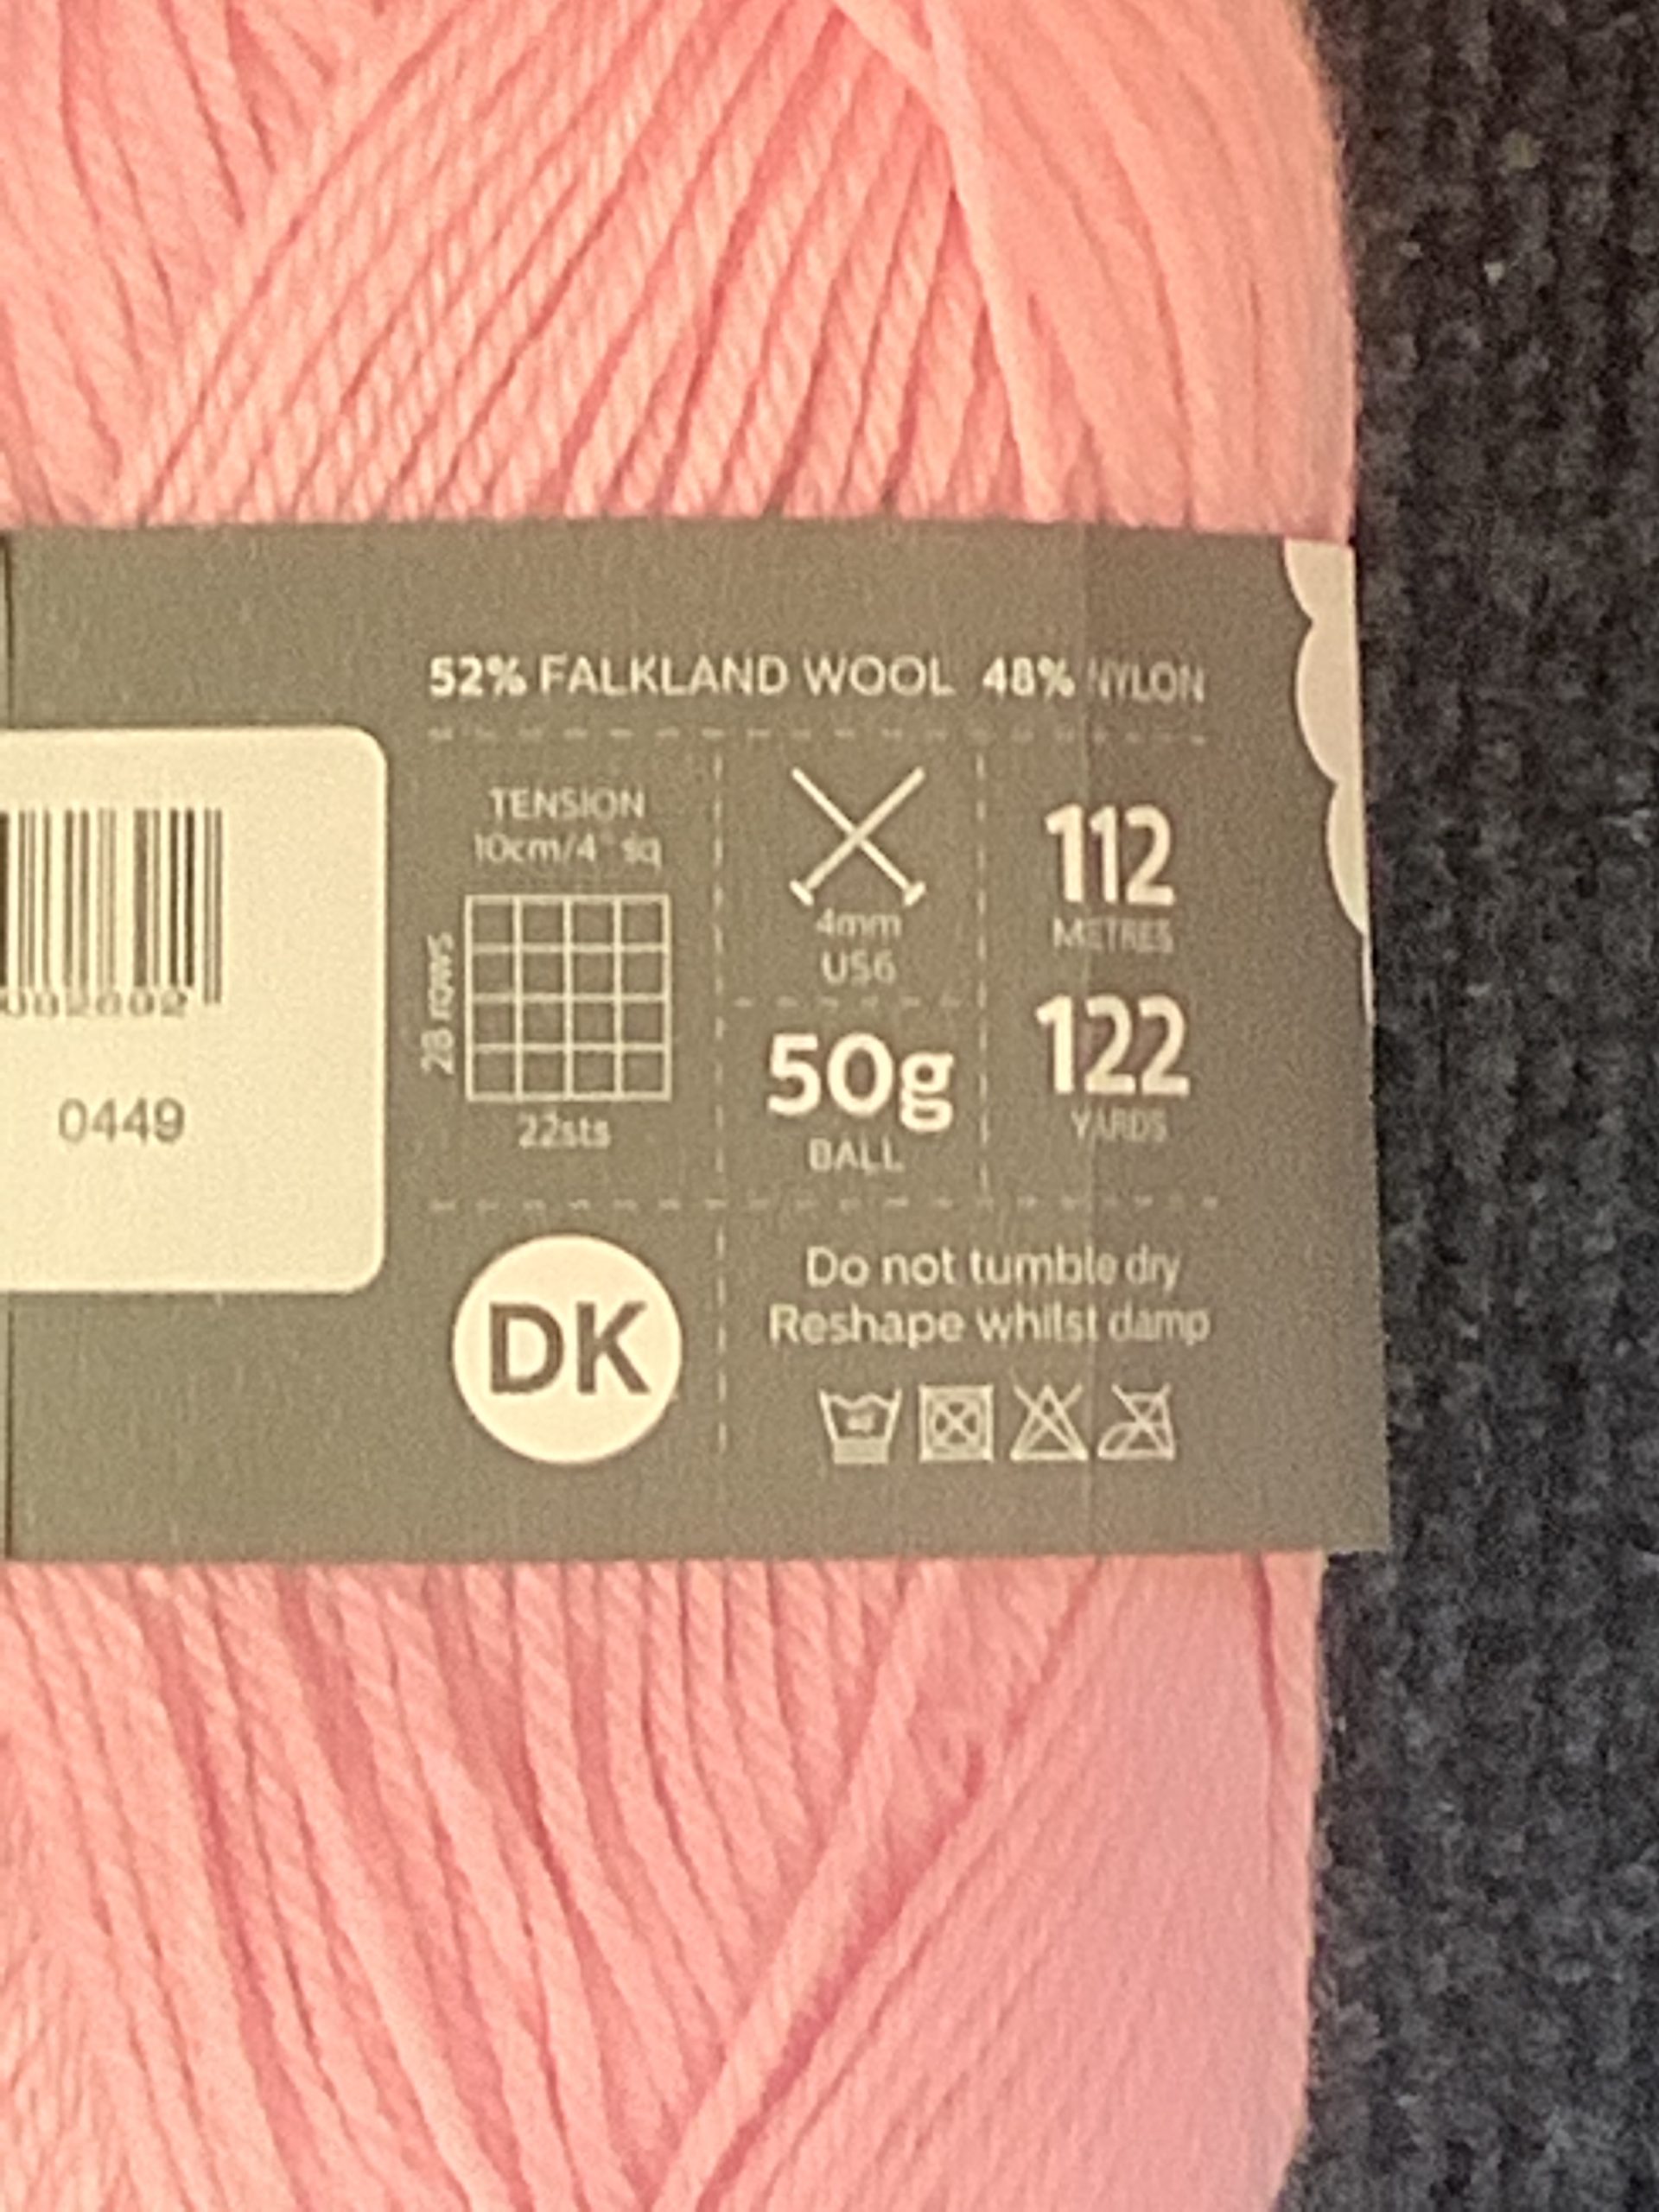 52% FALKLAND WOOL 48% NYLON
TENSION
10cm/4" sq
28 rows
22sts
4mm
US6
50g
BALL
112
METRES
122
YARDS
0449
DK
Do not tumble dry
Reshape whilst damp
40